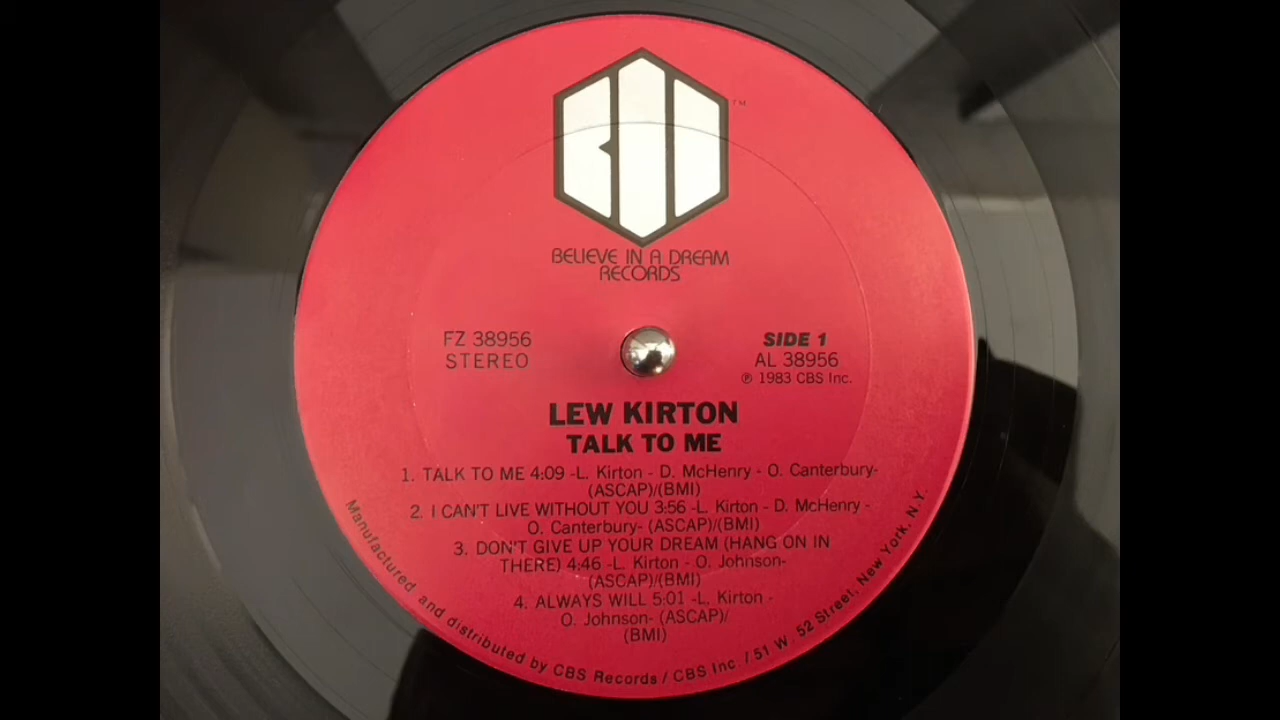 BID
TM
BELIEVE IN A DREAM
RECORDS
FZ 38956
STEREO
SIDE 1
AL 38956
℗ 1983 CBS Inc.
LEW KIRTON
TALK TO ME
1. TALK TO ME 4:09 -L. Kirton - D. McHenry - O. Canterbury-
(ASCAP)/(BMI)
2. I CAN'T LIVE WITHOUT YOU 3:56 -L. Kirton - D. McHenry -
O. Canterbury- (ASCAP)/(BMI)
3. DON'T GIVE UP YOUR DREAM (HANG ON IN
THERE) 4:46 -L. Kirton - O. Johnson-
(ASCAP)/(BMI)
4. ALWAYS WILL 5:01 -L. Kirton -
O. Johnson- (ASCAP)/
(BMI)
Manufactured and distributed by CBS Records / CBS Inc. / 51 W. 52 Street, New York, N.Y.